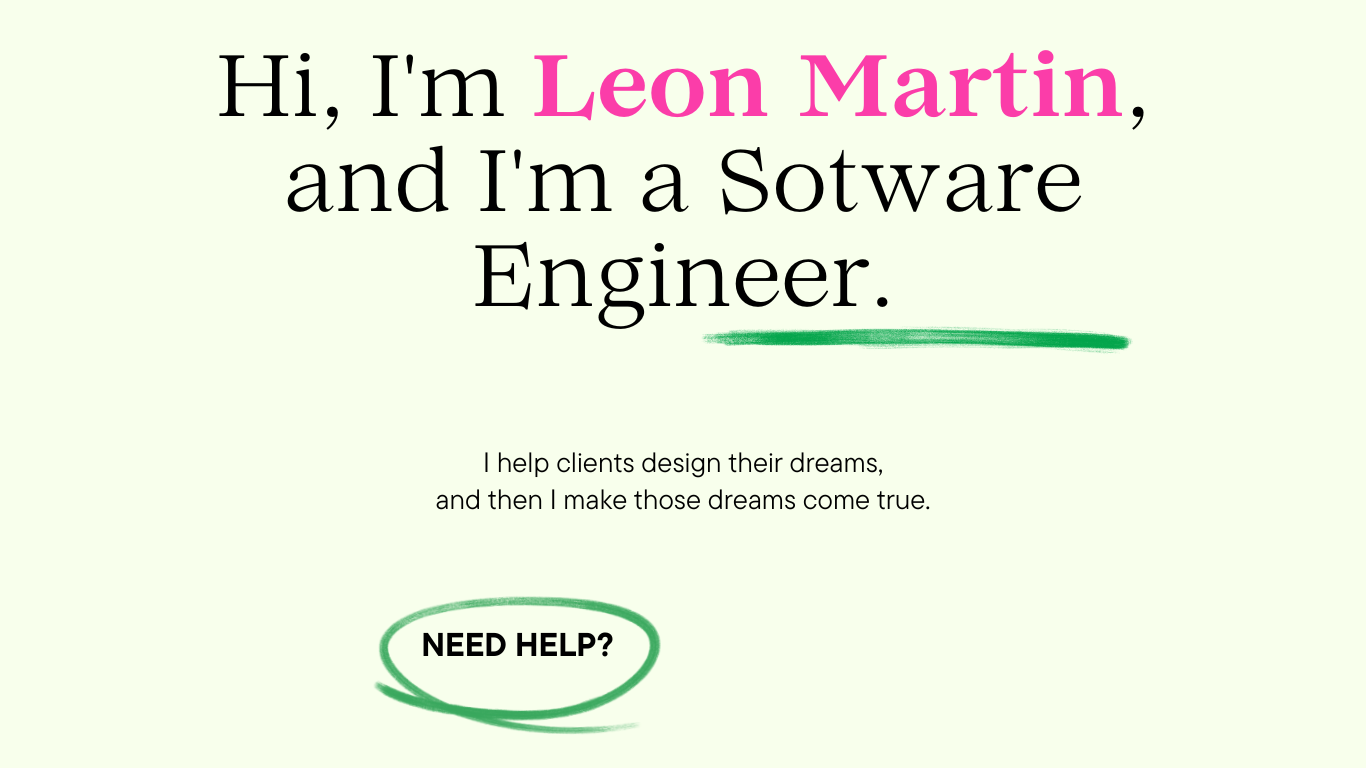 Hi, I'm Leon Martin,
and I'm a Sotware
Engineer.
I help clients design their dreams,
and then I make those dreams come true.
NEED HELP?